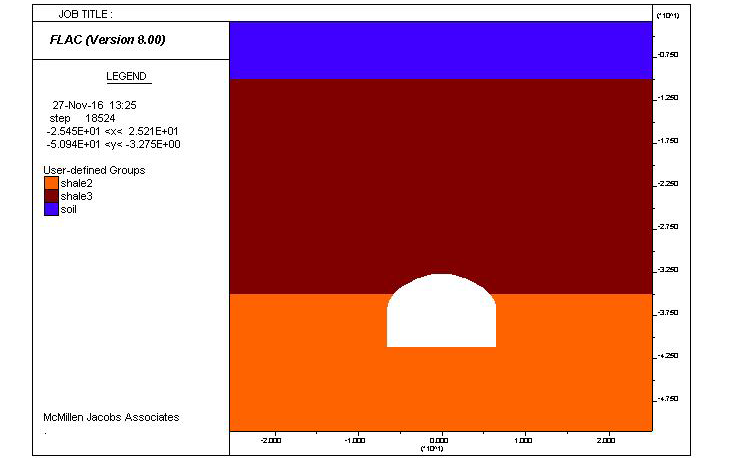 JOB TITLE :
FLAC (Version 8.00)
LEGEND
27-Nov-16 13:25
step 18524
-2.545E+01 <x< 2.521E+01
-5.094E+01 <y< -3.275E+00
User-defined Groups
shale2
shale3
soil
McMillen Jacobs Associates
(*10^1)
-0.750
-1.250
-1.750
-2.250
-2.750
-3.250
-3.750
-4.250
-4.750
-2.000 -1.000 0.000 1.000 2.000
(*10^1)